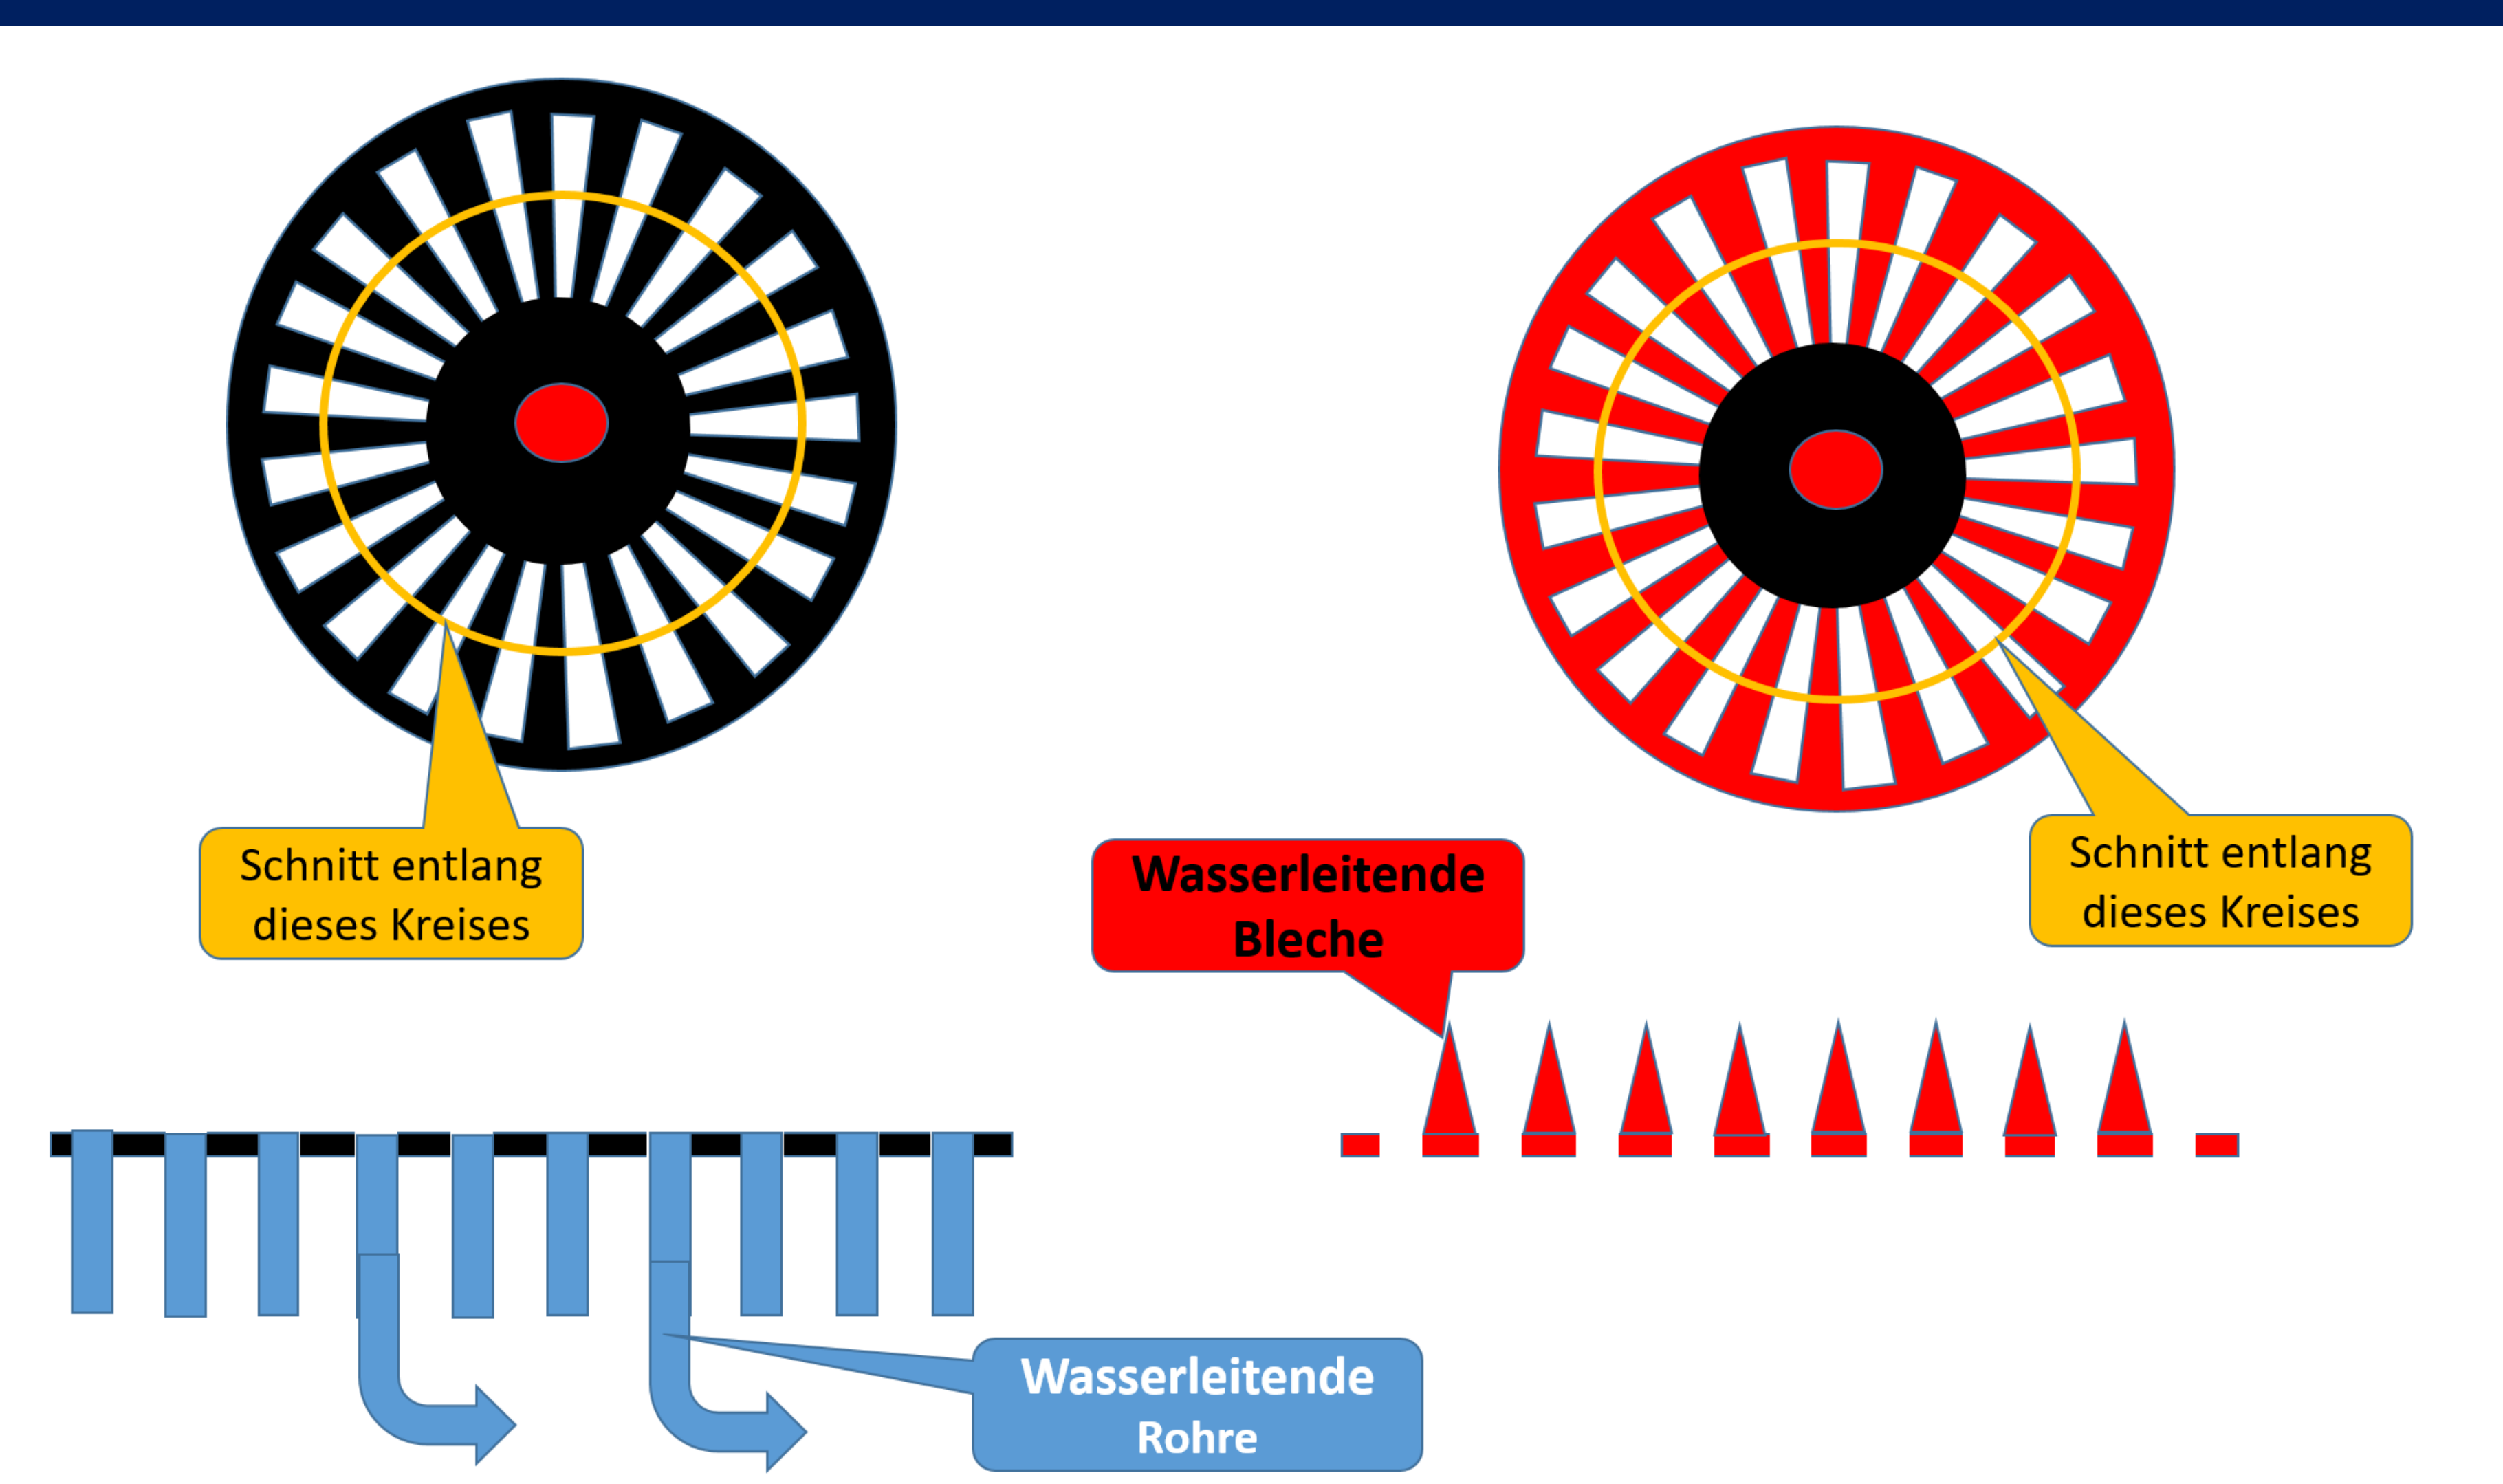 Schnitt entlang
dieses Kreises
Wasserleitende
Bleche
Schnitt entlang
dieses Kreises
Wasserleitende
Rohre